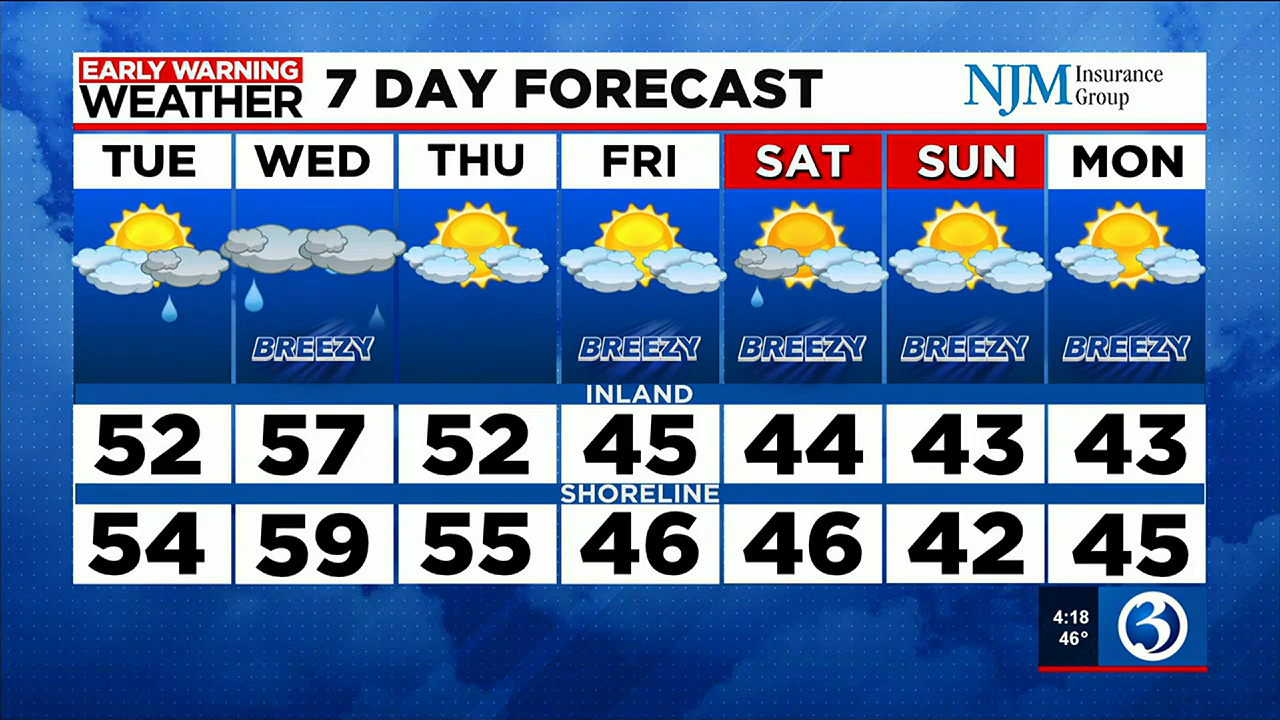 EARLY WARNING
WEATHER
7 DAY FORECAST
NJM Insurance
Group
TUE WED THU FRI SAT SUN MON
BREEZY BREEZY BREEZY BREEZY BREEZY
INLAND
52 57 52 45 44 43 43
SHORELINE
54 59 55 46 46 42 45
4:18
46°
3